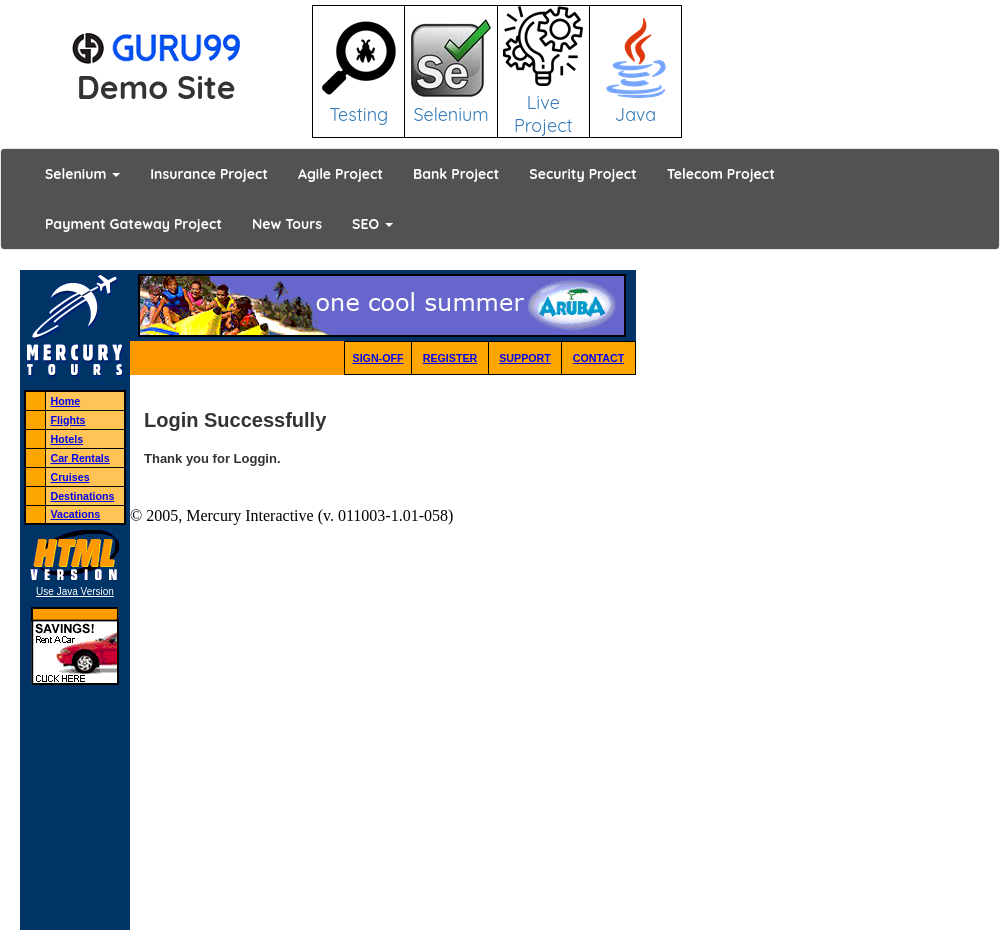 GURU99
Demo Site
Testing
Selenium
Live
Project
Java
Selenium
Insurance Project
Agile Project
Bank Project
Security Project
Telecom Project
Payment Gateway Project
New Tours
SEO
one cool summer
ARUBA
MERCURY
TOURS
SIGN-OFF
REGISTER
SUPPORT
CONTACT
Home
Flights
Hotels
Car Rentals
Cruises
Destinations
Vacations
Login Successfully
Thank you for Loggin.
© 2005, Mercury Interactive (v. 011003-1.01-058)
HTML
VERSION
Use Java Version
SAVINGS!
Rent A Car
CLICK HERE